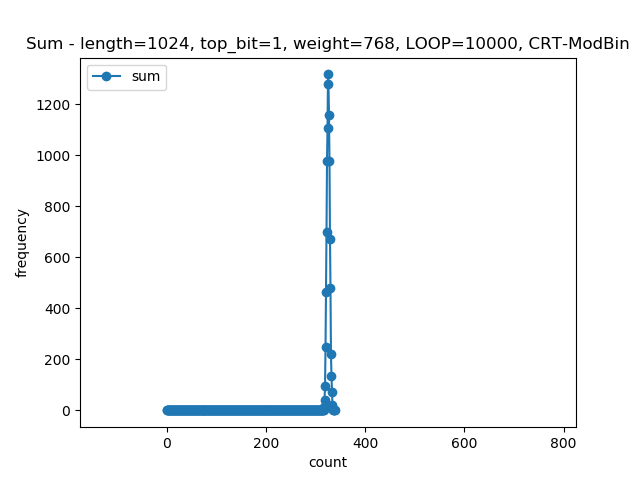 Sum - length=1024, top_bit=1, weight=768, LOOP=10000, CRT-ModBin
sum
1200
1000
800
600
400
200
0
frequency
0 200 400 600 800
count